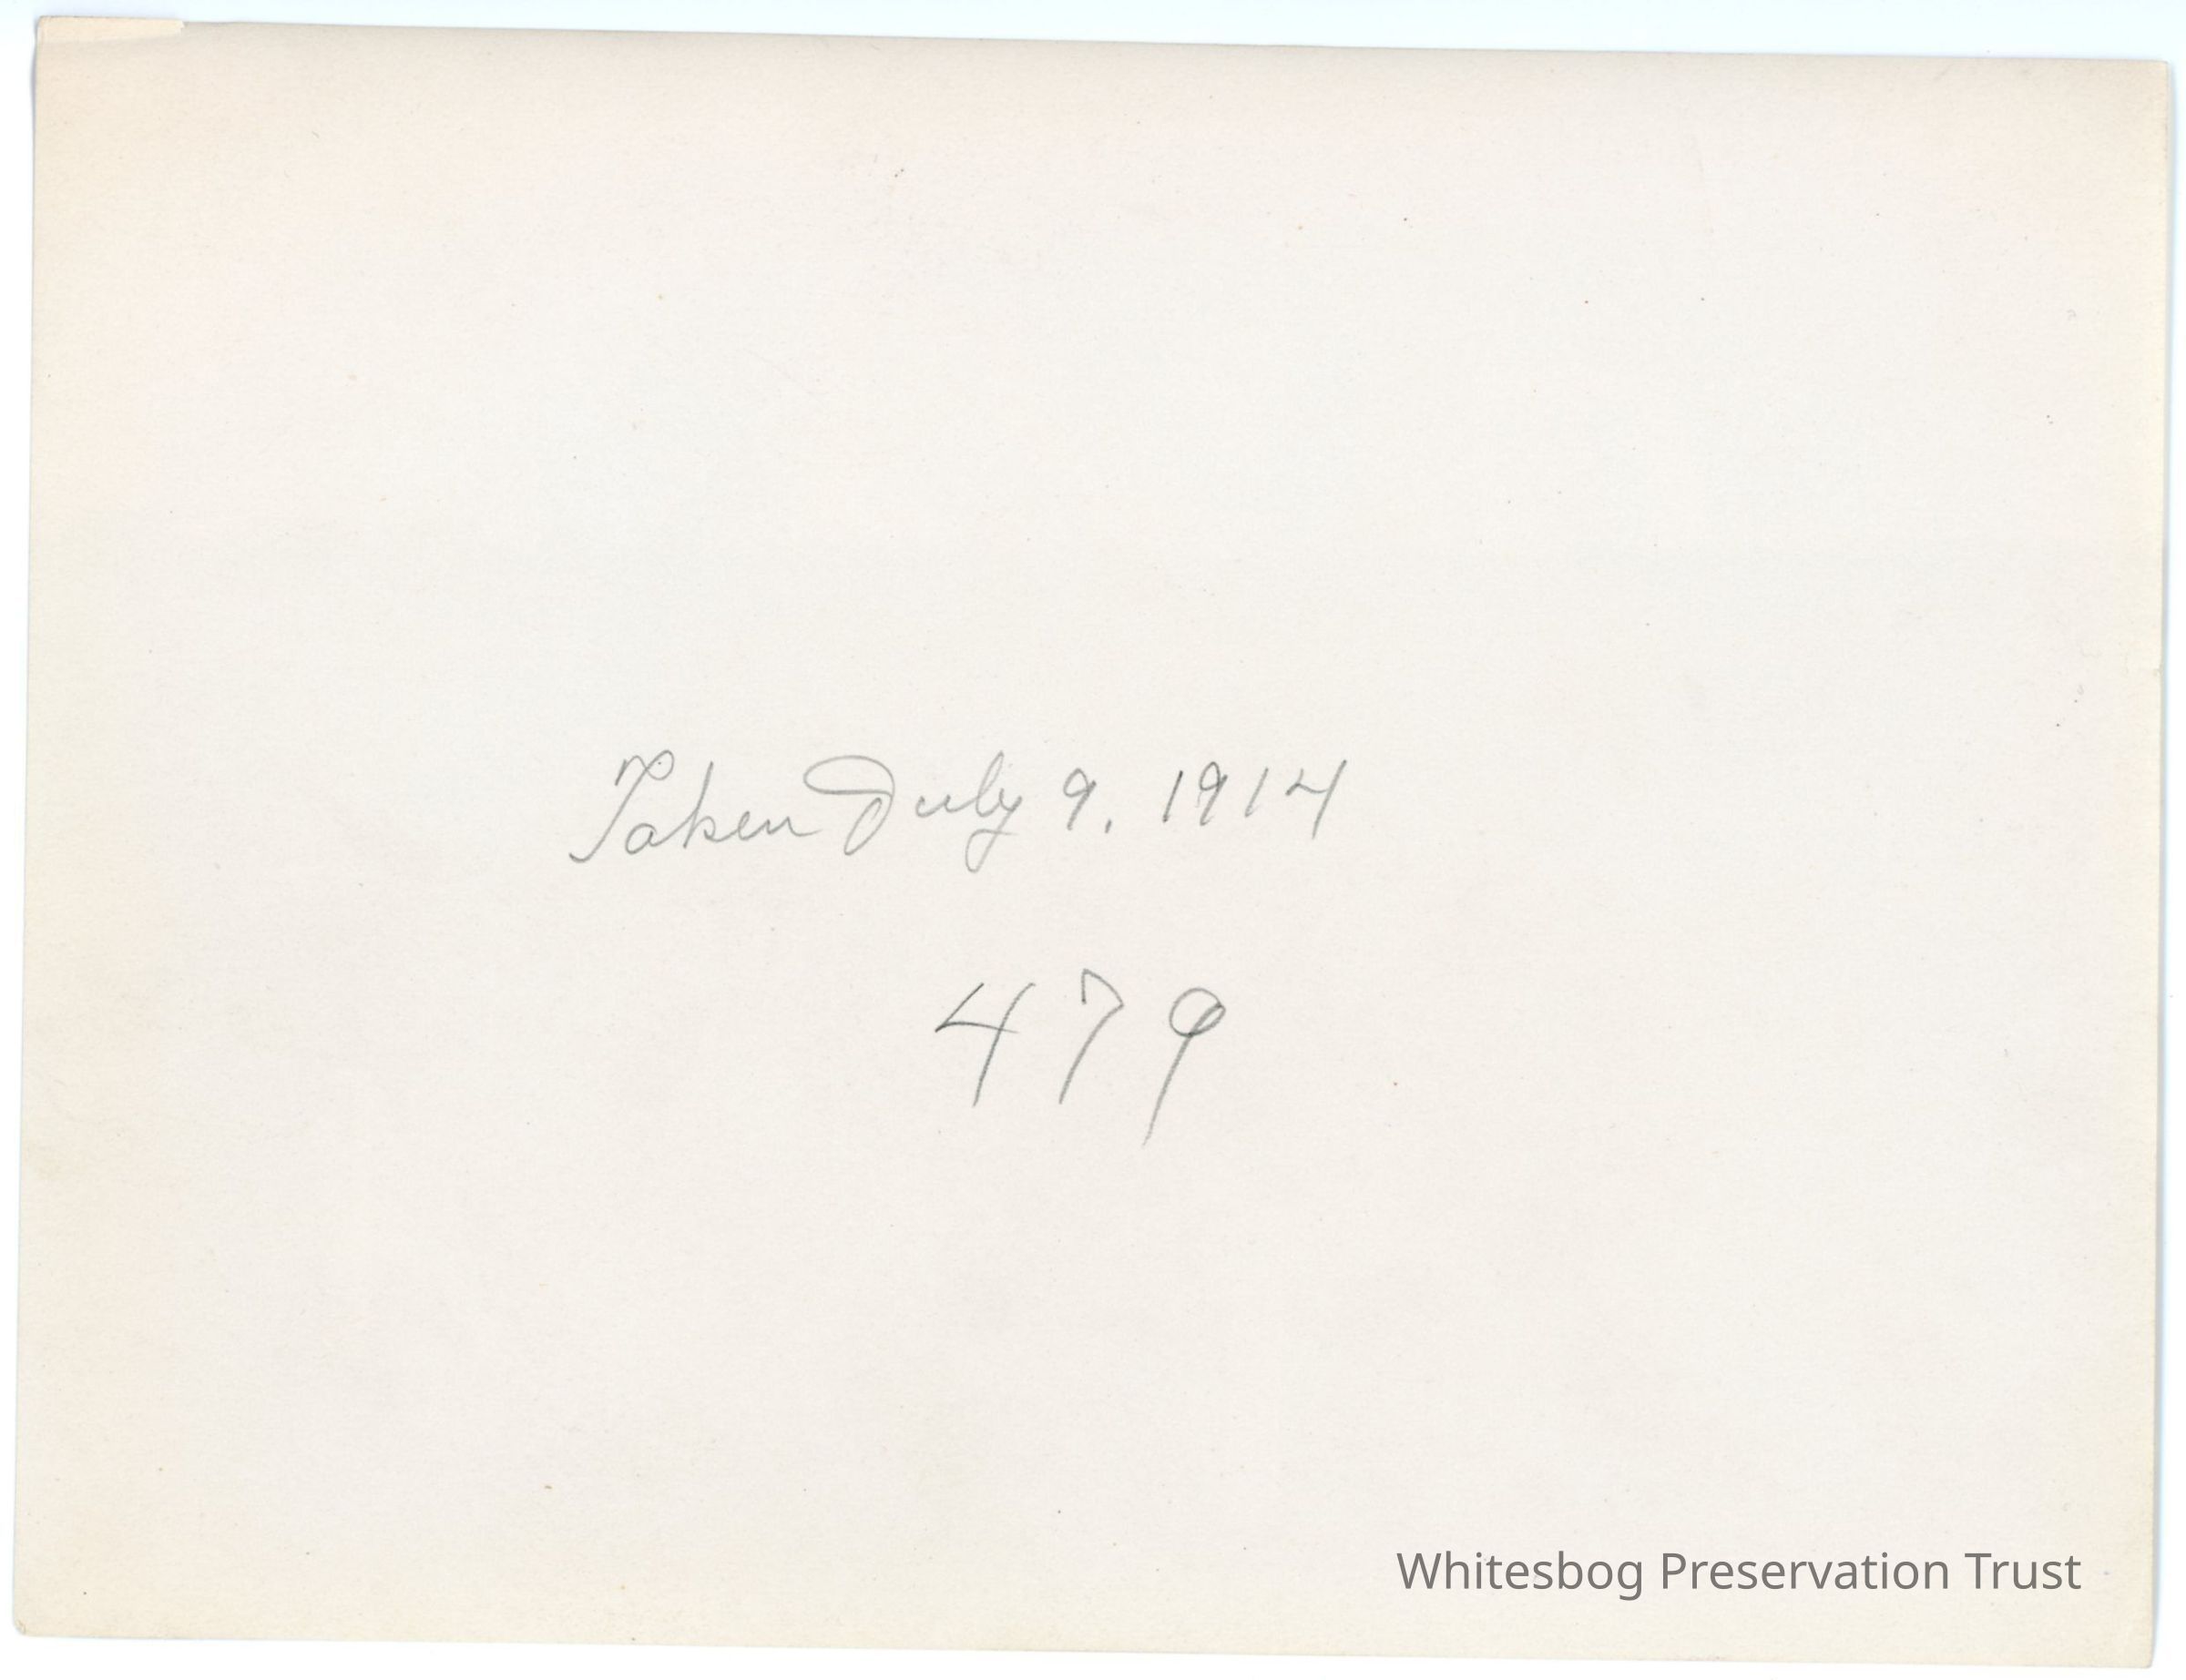 Taken July 9, 1914
479
Whitesbog Preservation Trust